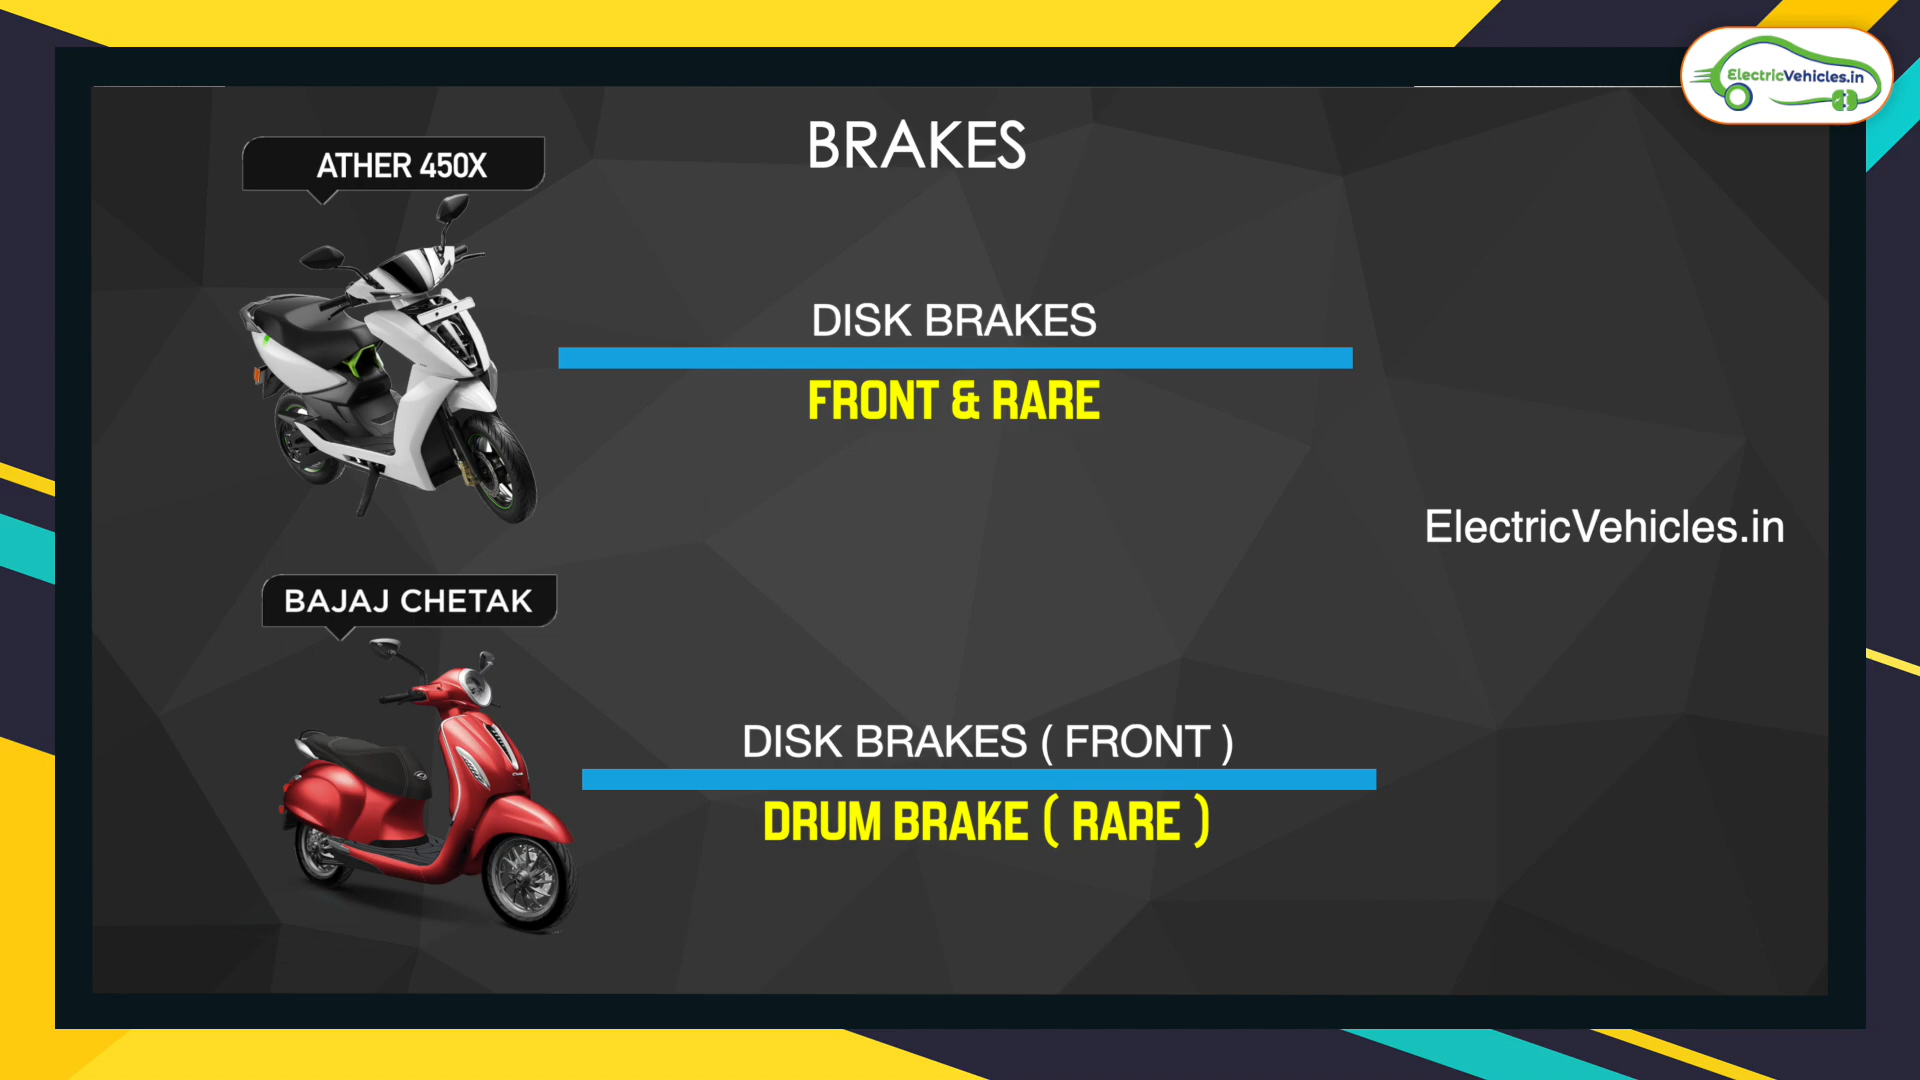 ElectricVehicles.in
BRAKES
ATHER 450X
DISK BRAKES
FRONT & RARE
ElectricVehicles.in
BAJAJ CHETAK
DISK BRAKES ( FRONT )
DRUM BRAKE ( RARE )